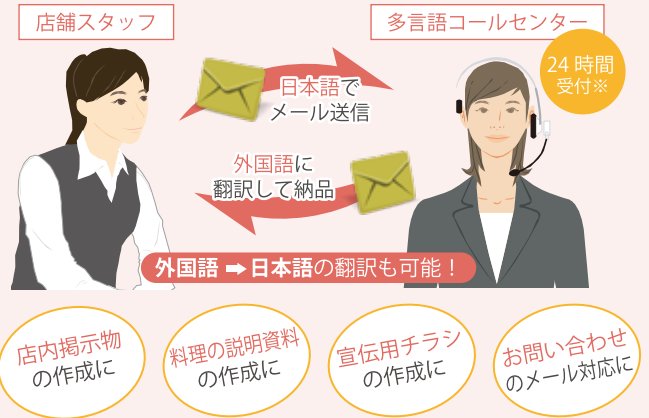 店舗スタッフ
多言語コールセンター
24 時間
受付※
日本語で
メール送信
外国語に
翻訳して納品
外国語 ➡ 日本語の翻訳も可能！
店内掲示物
の作成に
料理の説明資料
の作成に
宣伝用チラシ
の作成に
お問い合わせ
のメール対応に